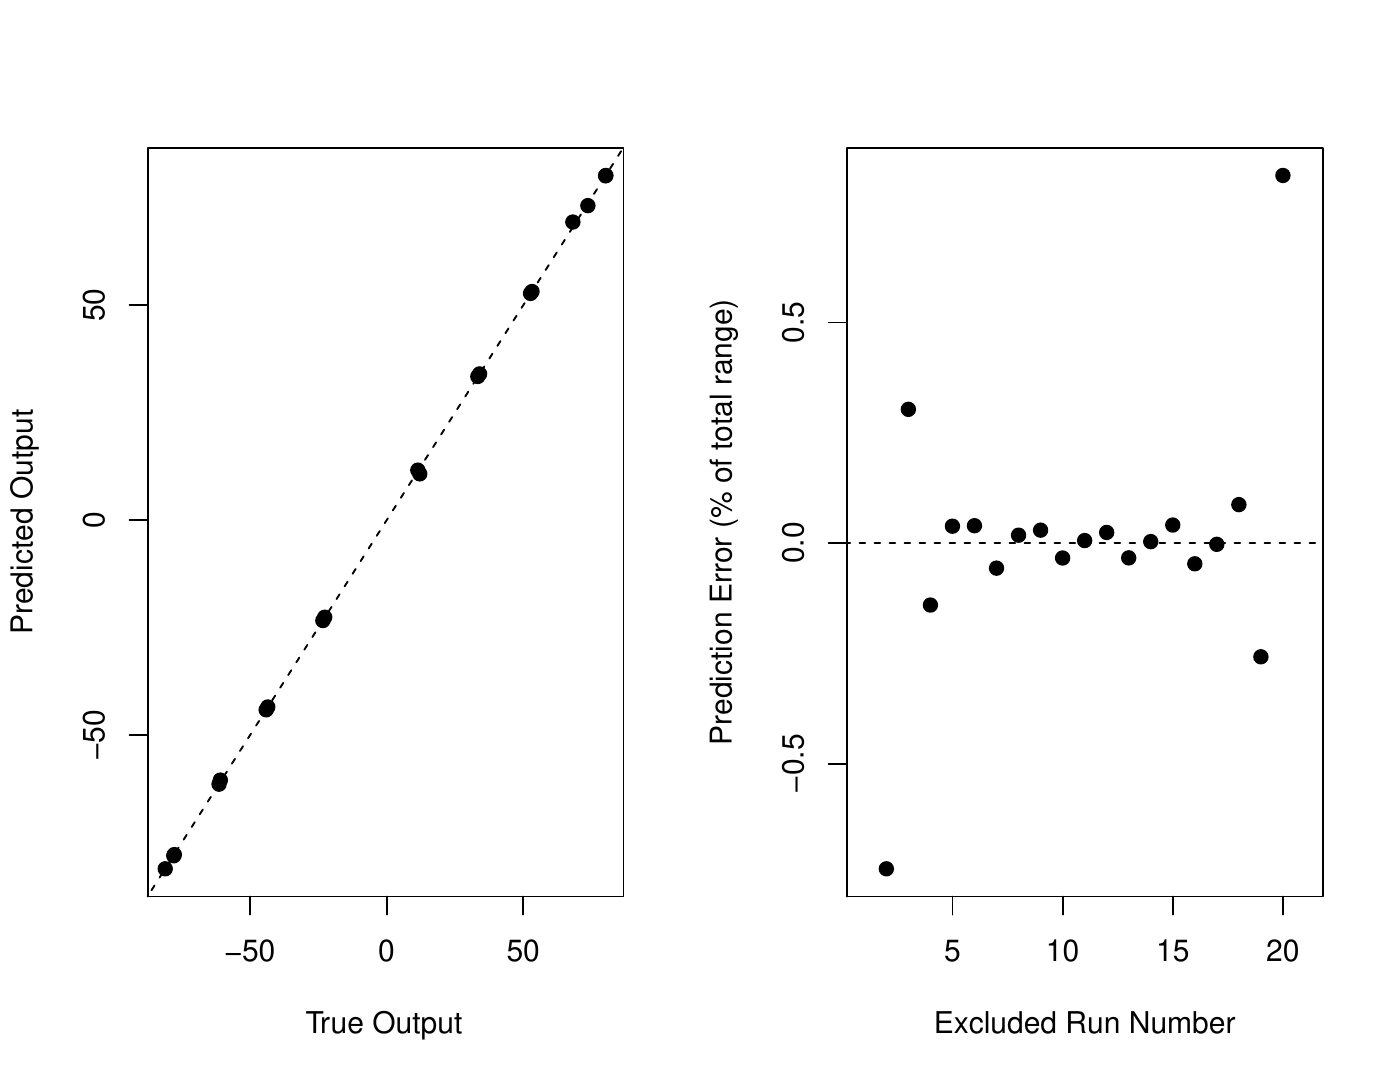 Predicted Output
50
0
−50
−50 0 50
True Output
Prediction Error (% of total range)
0.5
0.0
−0.5
5 10 15 20
Excluded Run Number